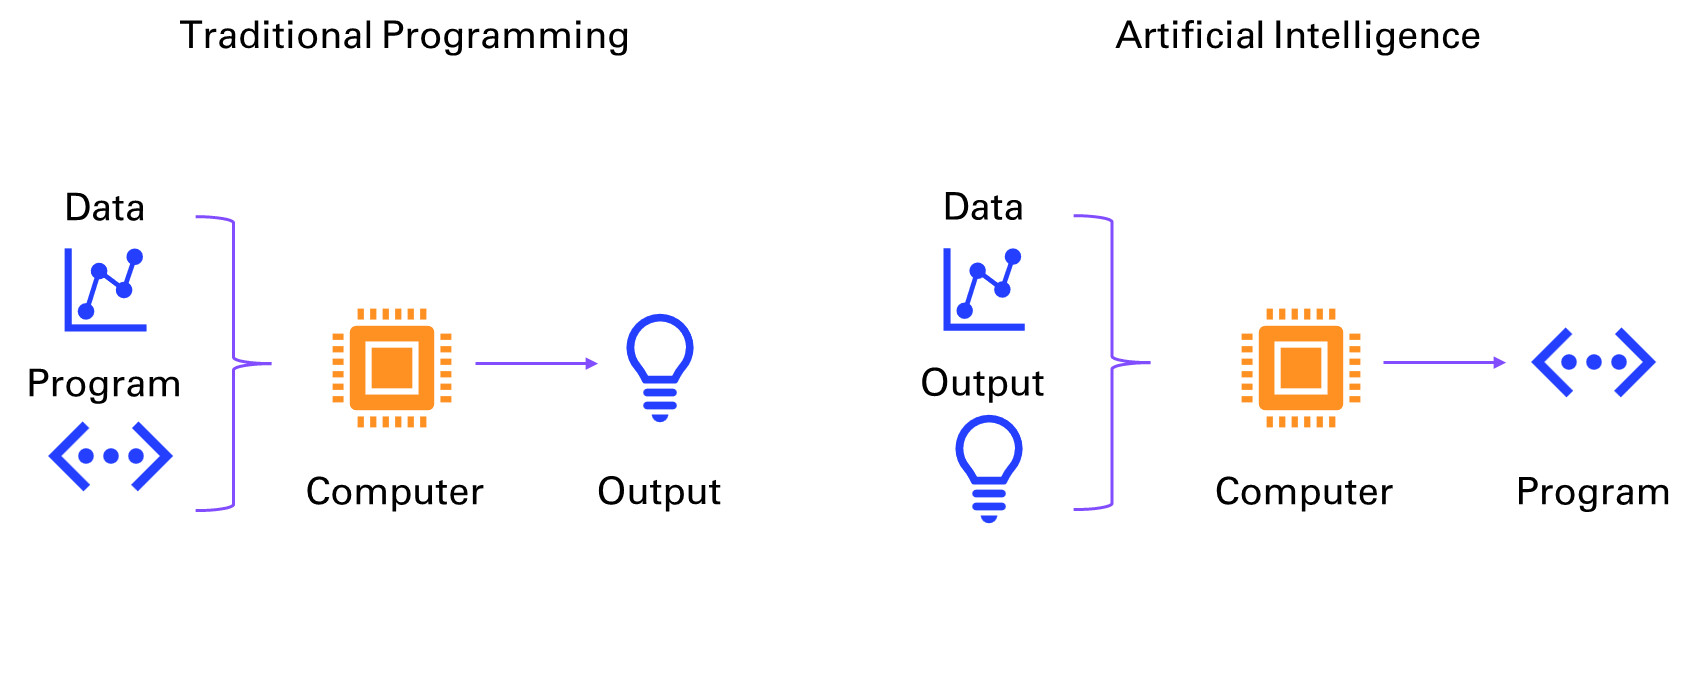 Traditional Programming
Data
Program
Computer
Output
Artificial Intelligence
Data
Output
Computer
Program